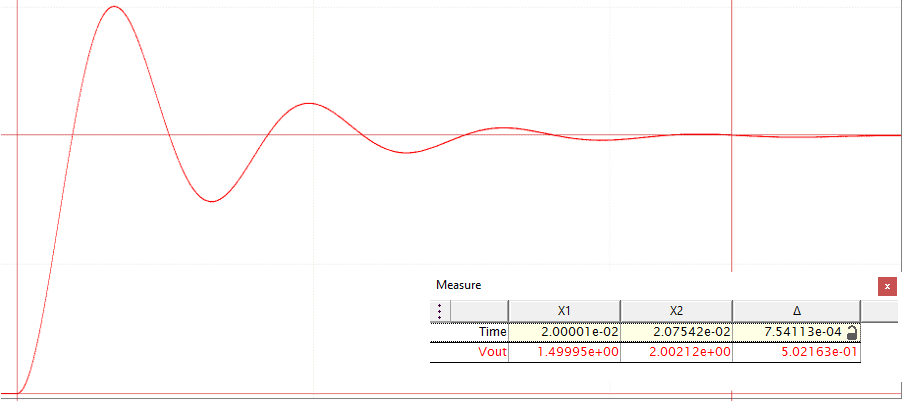 Measure x
X1 X2 Δ
Time 2.00001e-02 2.07542e-02 7.54113e-04
Vout 1.49995e+00 2.00212e+00 5.02163e-01